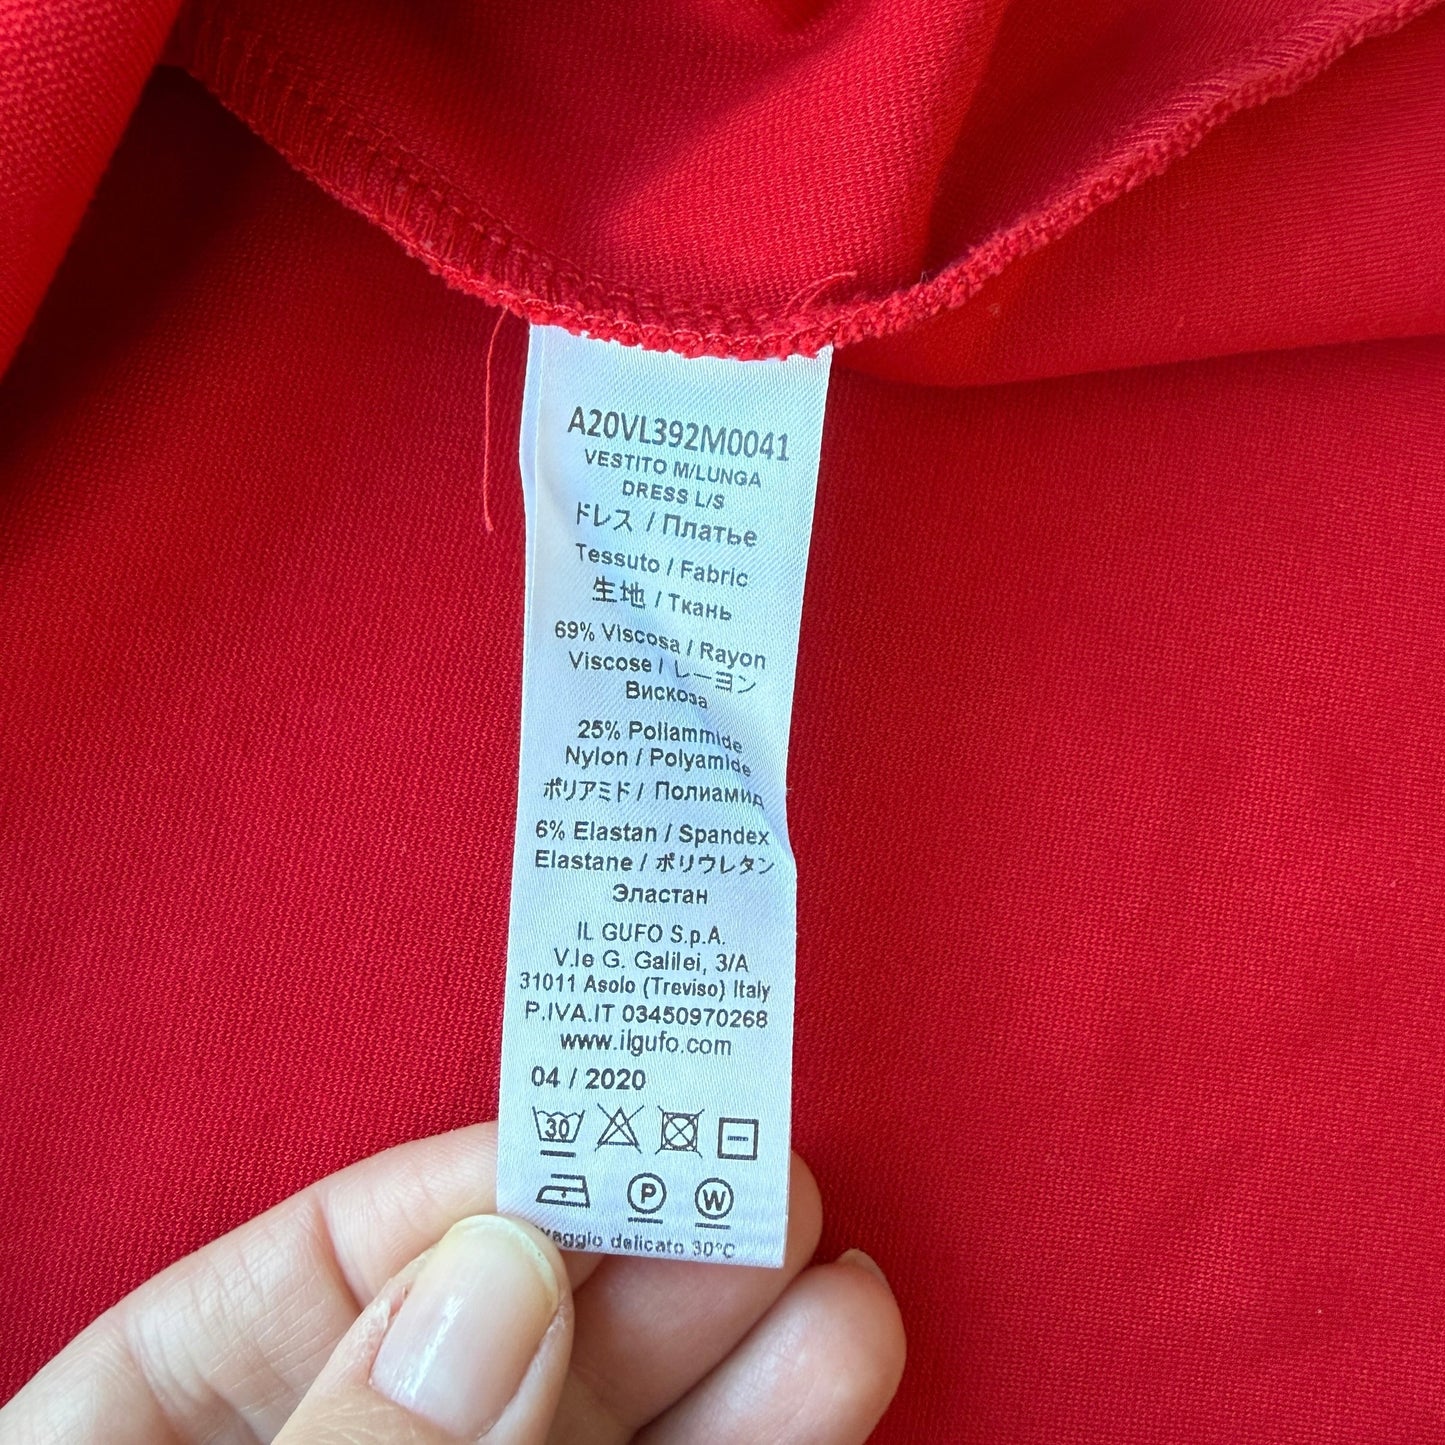 A20VL392M0041
VESTITO M/LUNGA
DRESS L/S
ドレス / Платье
Tessuto / Fabric
生地 / Ткань
69% Viscosa / Rayon
Viscose / レーヨン
Вискоза
25% Poliammide
Nylon / Polyamide
ポリアミド / Полиамид
6% Elastan / Spandex
Elastane / ポリウレタン
Эластан
IL GUFO S.p.A.
V.le G. Galilei, 3/A
31011 Asolo (Treviso) Italy
P.IVA.IT 03450970268
www.ilgufo.com
04 / 2020
30
P W
delicato 30°C